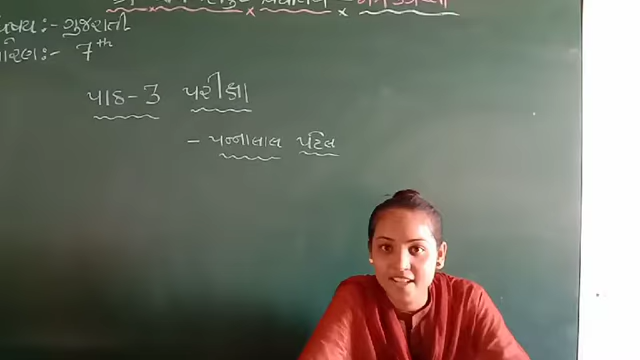 વિષય:- ગુજરાતી
ધોરણ:- 7th
પાઠ-3 પરીક્ષા
- પન્નાલાલ પટેલ